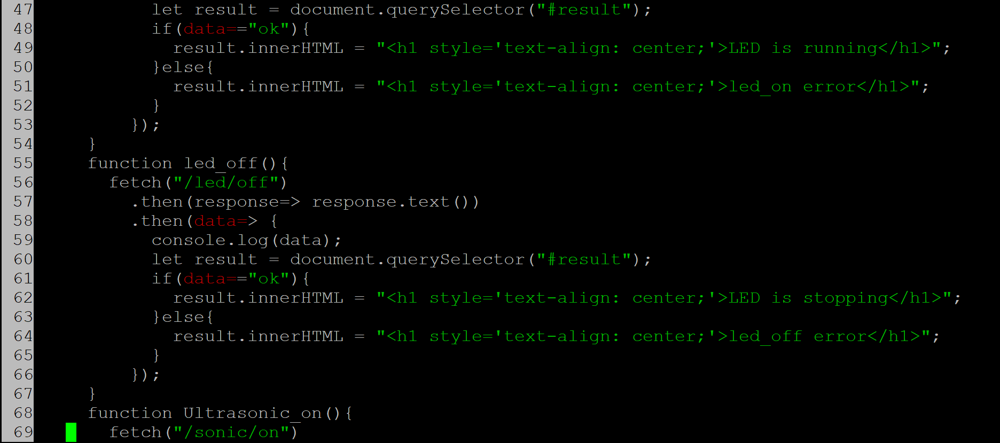 47           let result = document.querySelector("#result");
48           if(data=="ok"){
49             result.innerHTML = "<h1 style='text-align: center;'>LED is running</h1>";
50           }else{
51             result.innerHTML = "<h1 style='text-align: center;'>led_on error</h1>";
52           }
53         });
54     }
55     function led_off(){
56       fetch("/led/off")
57         .then(response=> response.text())
58         .then(data=> {
59           console.log(data);
60           let result = document.querySelector("#result");
61           if(data=="ok"){
62             result.innerHTML = "<h1 style='text-align: center;'>LED is stopping</h1>";
63           }else{
64             result.innerHTML = "<h1 style='text-align: center;'>led_off error</h1>";
65           }
66         });
67     }
68     function Ultrasonic_on(){
69       fetch("/sonic/on")